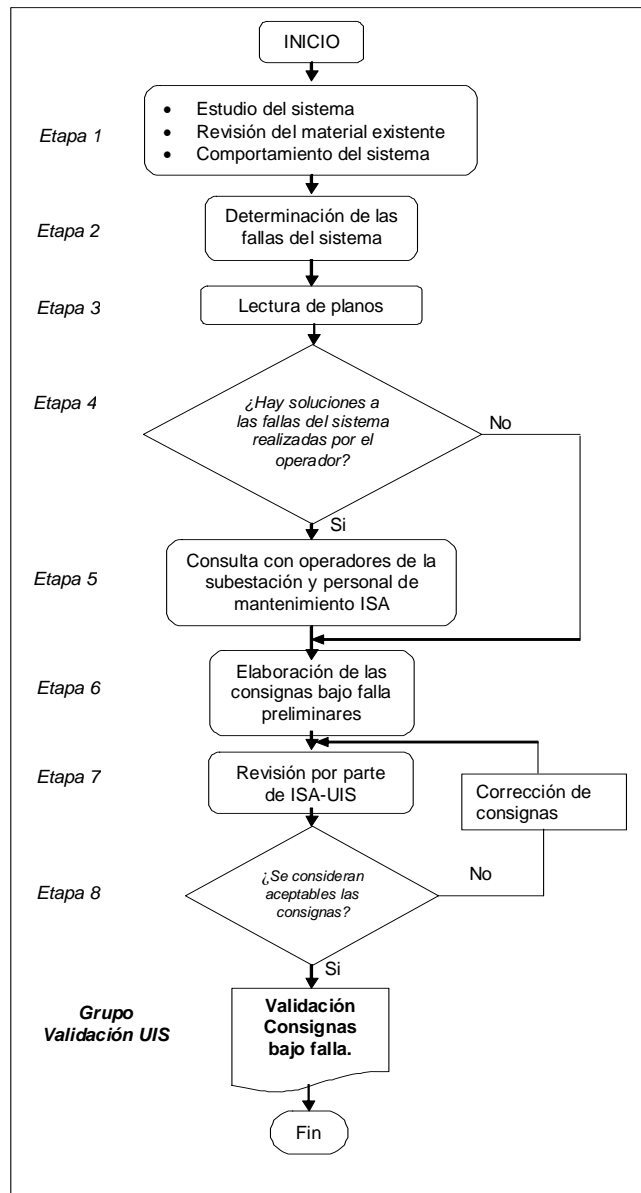 INICIO
Etapa 1
• Estudio del sistema
• Revisión del material existente
• Comportamiento del sistema
Etapa 2
Determinación de las
fallas del sistema
Etapa 3
Lectura de planos
Etapa 4
¿Hay soluciones a
las fallas del sistema
realizadas por el
operador?
No
Si
Etapa 5
Consulta con operadores de la
subestación y personal de
mantenimiento ISA
Etapa 6
Elaboración de las
consignas bajo falla
preliminares
Etapa 7
Revisión por parte
de ISA-UIS
Corrección de
consignas
Etapa 8
¿Se consideran
aceptables las
consignas?
No
Si
Grupo
Validación UIS
Validación
Consignas
bajo falla.
Fin